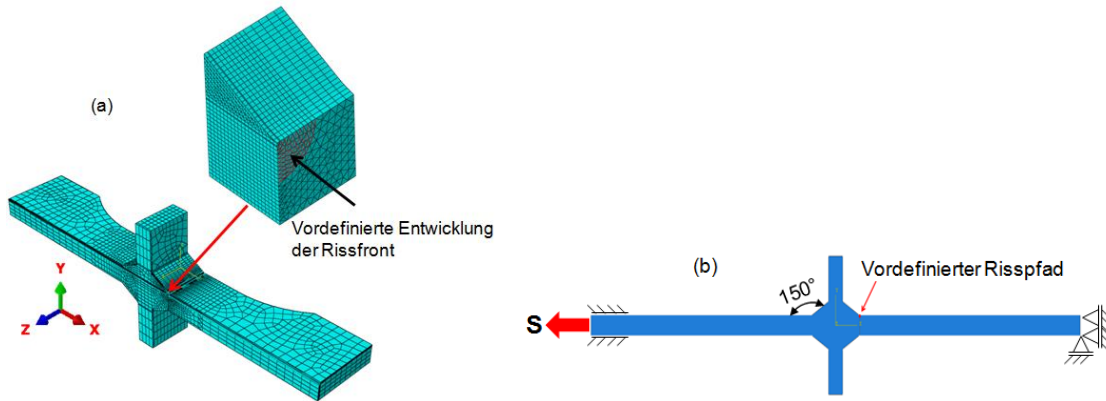 (a)
Vordefinierte Entwicklung
der Rissfront
Y
Z
X
(b)
Vordefinierter Risspfad
150°
S